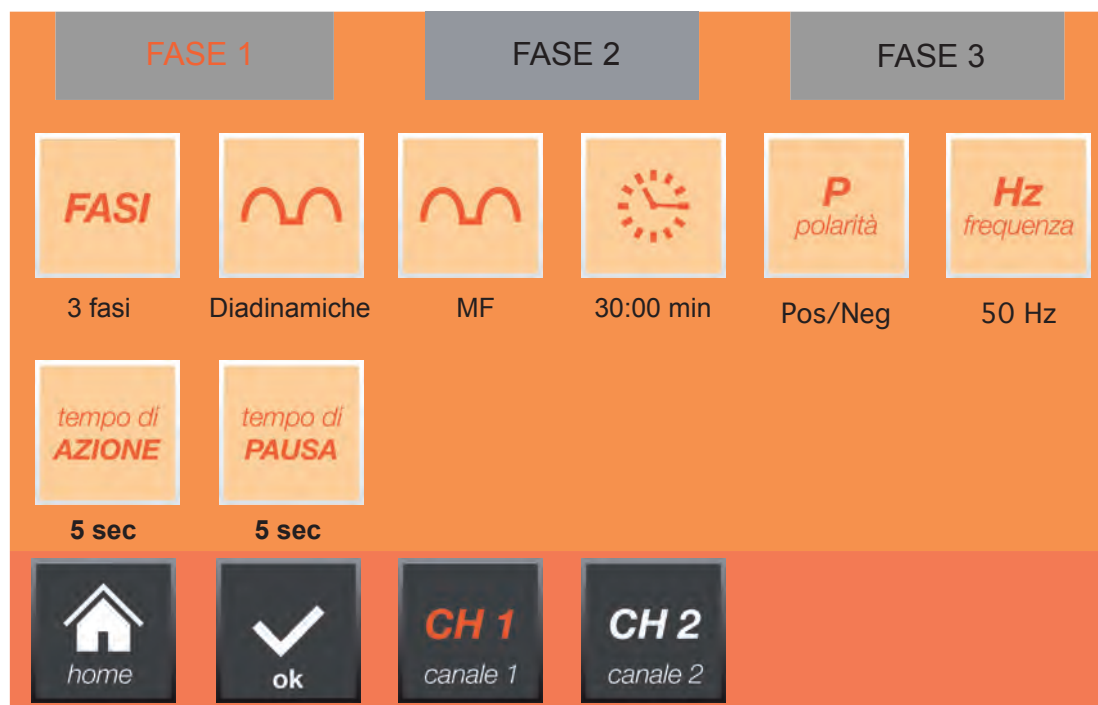 FASE 1
FASE 2
FASE 3
FASI
P
polarità
Hz
frequenza
3 fasi
Diadinamiche
MF
30:00 min
Pos/Neg
50 Hz
tempo di
AZIONE
tempo di
PAUSA
5 sec
5 sec
home
ok
CH 1
canale 1
CH 2
canale 2